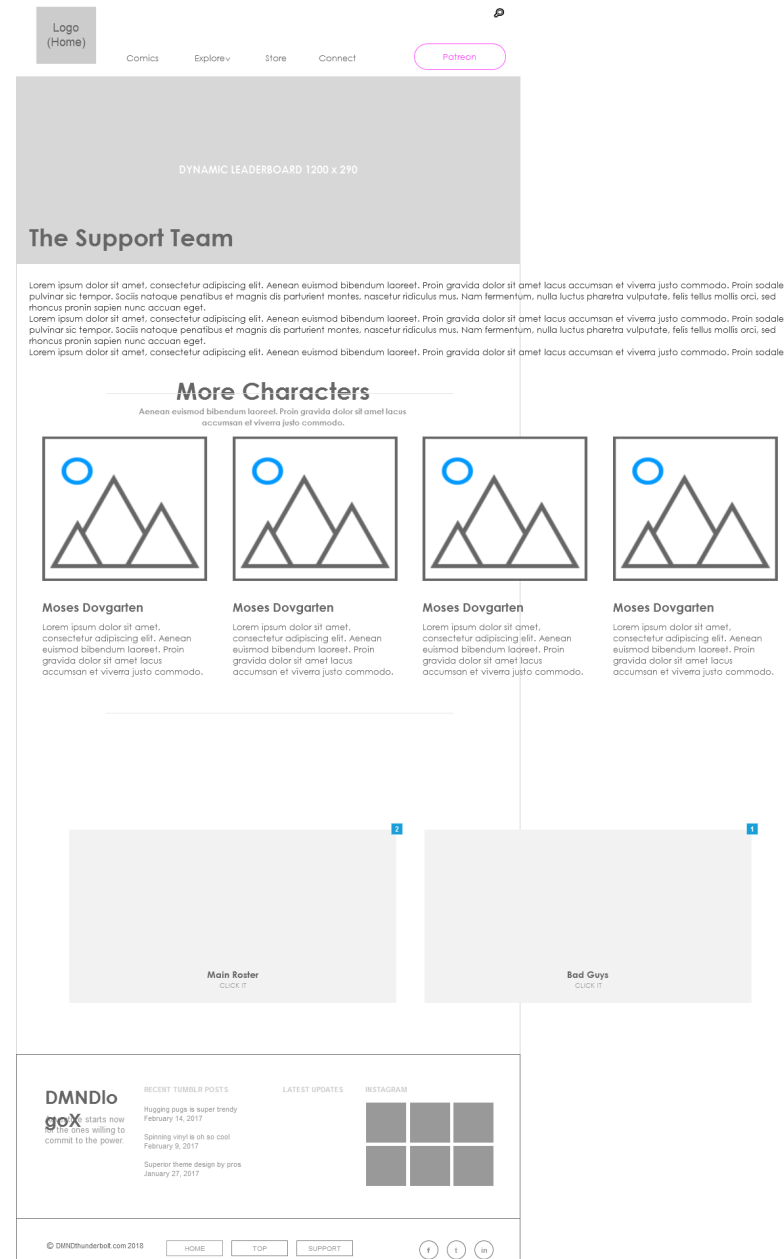 Logo
(Home)
Comics
Explore
Store
Connect
Patreon
DYNAMIC LEADERBOARD 1200 x 290
The Support Team
Lorem ipsum dolor sit amet, consectetur adipiscing elit. Aenean euismod bibendum laoreet. Proin gravida dolor sit amet lacus accumsan et viverra justo commodo. Proin sodale
pulvinar sic tempor. Sociis natoque penatibus et magnis dis parturient montes, nascetur ridiculus mus. Nam fermentum, nulla luctus pharetra vulputate, felis tellus mollis orci, sed
rhoncus pronin sapien nunc accuan eget.
Lorem ipsum dolor sit amet, consectetur adipiscing elit. Aenean euismod bibendum laoreet. Proin gravida dolor sit amet lacus accumsan et viverra justo commodo. Proin sodale
pulvinar sic tempor. Sociis natoque penatibus et magnis dis parturient montes, nascetur ridiculus mus. Nam fermentum, nulla luctus pharetra vulputate, felis tellus mollis orci, sed
rhoncus pronin sapien nunc accuan eget.
Lorem ipsum dolor sit amet, consectetur adipiscing elit. Aenean euismod bibendum laoreet. Proin gravida dolor sit amet lacus accumsan et viverra justo commodo. Proin sodale
More Characters
Aenean euismod bibendum laoreet. Proin gravida dolor sit amet lacus
accumsan et viverra justo commodo.
Moses Dovgarten
Lorem ipsum dolor sit amet,
consectetur adipiscing elit. Aenean
euismod bibendum laoreet. Proin
gravida dolor sit amet lacus
accumsan et viverra justo commodo.
Moses Dovgarten
Lorem ipsum dolor sit amet,
consectetur adipiscing elit. Aenean
euismod bibendum laoreet. Proin
gravida dolor sit amet lacus
accumsan et viverra justo commodo.
Moses Dovgarten
Lorem ipsum dolor sit amet,
consectetur adipiscing elit. Aenean
euismod bibendum laoreet. Proin
gravida dolor sit amet lacus
accumsan et viverra justo commodo.
Moses Dovgarten
Lorem ipsum dolor sit amet,
consectetur adipiscing elit. Aenean
euismod bibendum laoreet. Proin
gravida dolor sit amet lacus
accumsan et viverra justo commodo.
2
Main Roster
CLICK IT
1
Bad Guys
CLICK IT
DMNDlo
goX
starts now
for the ones willing to
commit to the power.
RECENT TUMBLR POSTS
Hugging pugs is super trendy
February 14, 2017
Spinning vinyl is oh so cool
February 9, 2017
Superior theme design by pros
January 27, 2017
LATEST UPDATES
INSTAGRAM
© DMNDthunderbolt.com 2018
HOME
TOP
SUPPORT
f
t
in